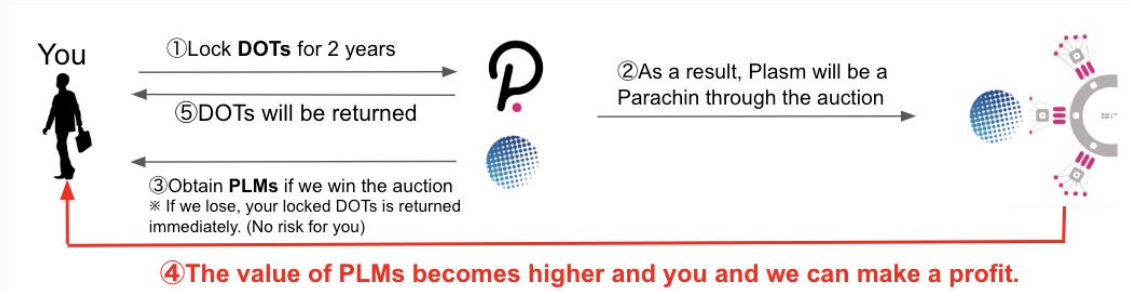 You
①Lock DOTs for 2 years
⑤DOTs will be returned
②As a result, Plasm will be a
Parachin through the auction
③Obtain PLMs if we win the auction
※ If we lose, your locked DOTs is returned
immediately. (No risk for you)
④The value of PLMs becomes higher and you and we can make a profit.